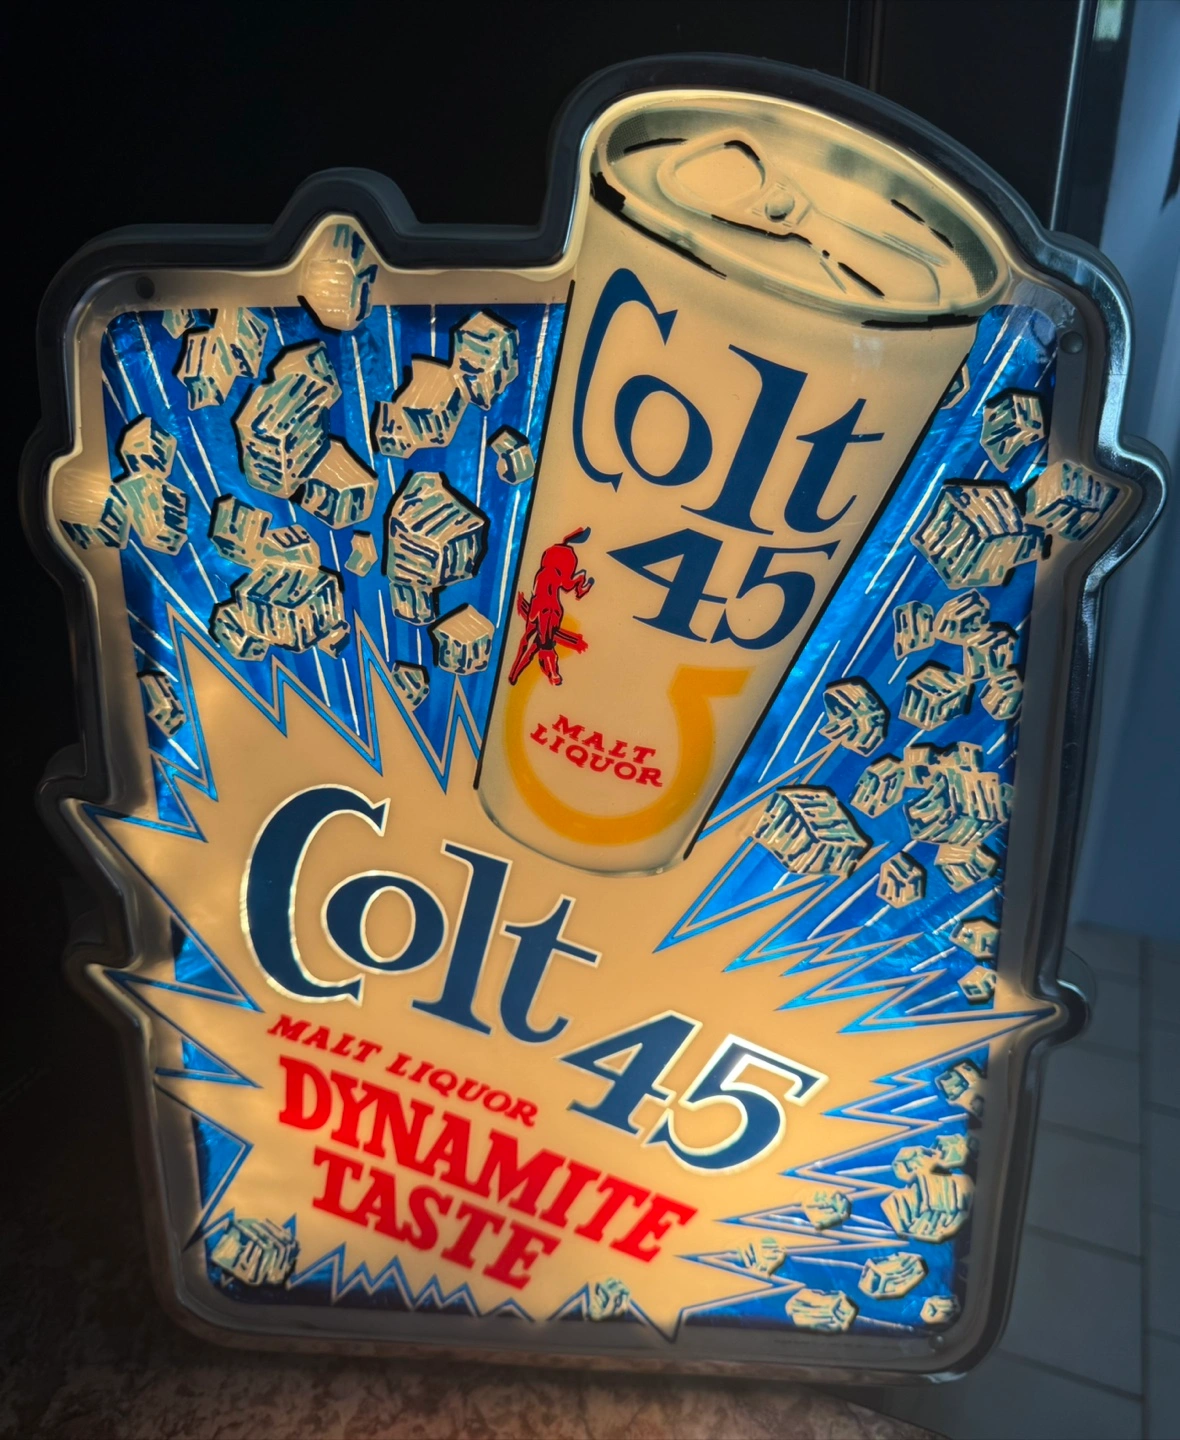 Colt
45
MALT
LIQUOR
Colt 45
MALT LIQUOR
DYNAMITE
TASTE